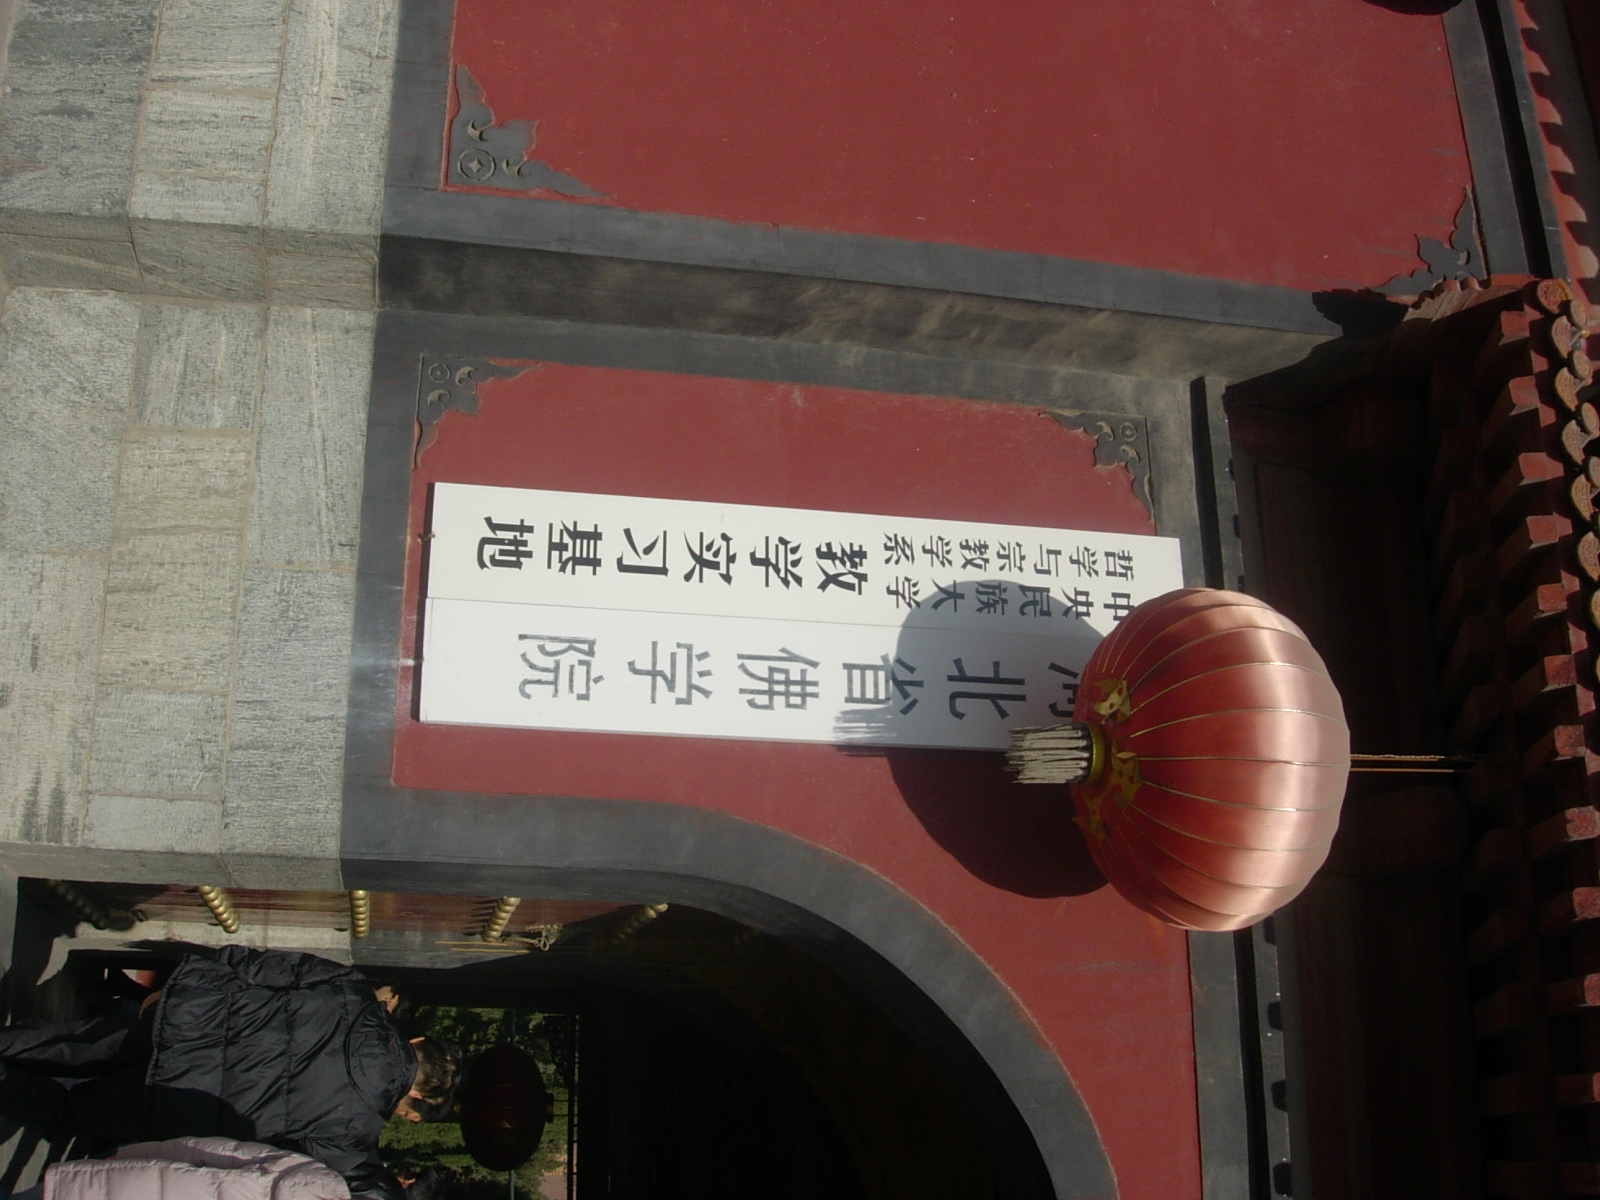 河北省佛学院
中央民族大学
哲学与宗教学系
教学实习基地